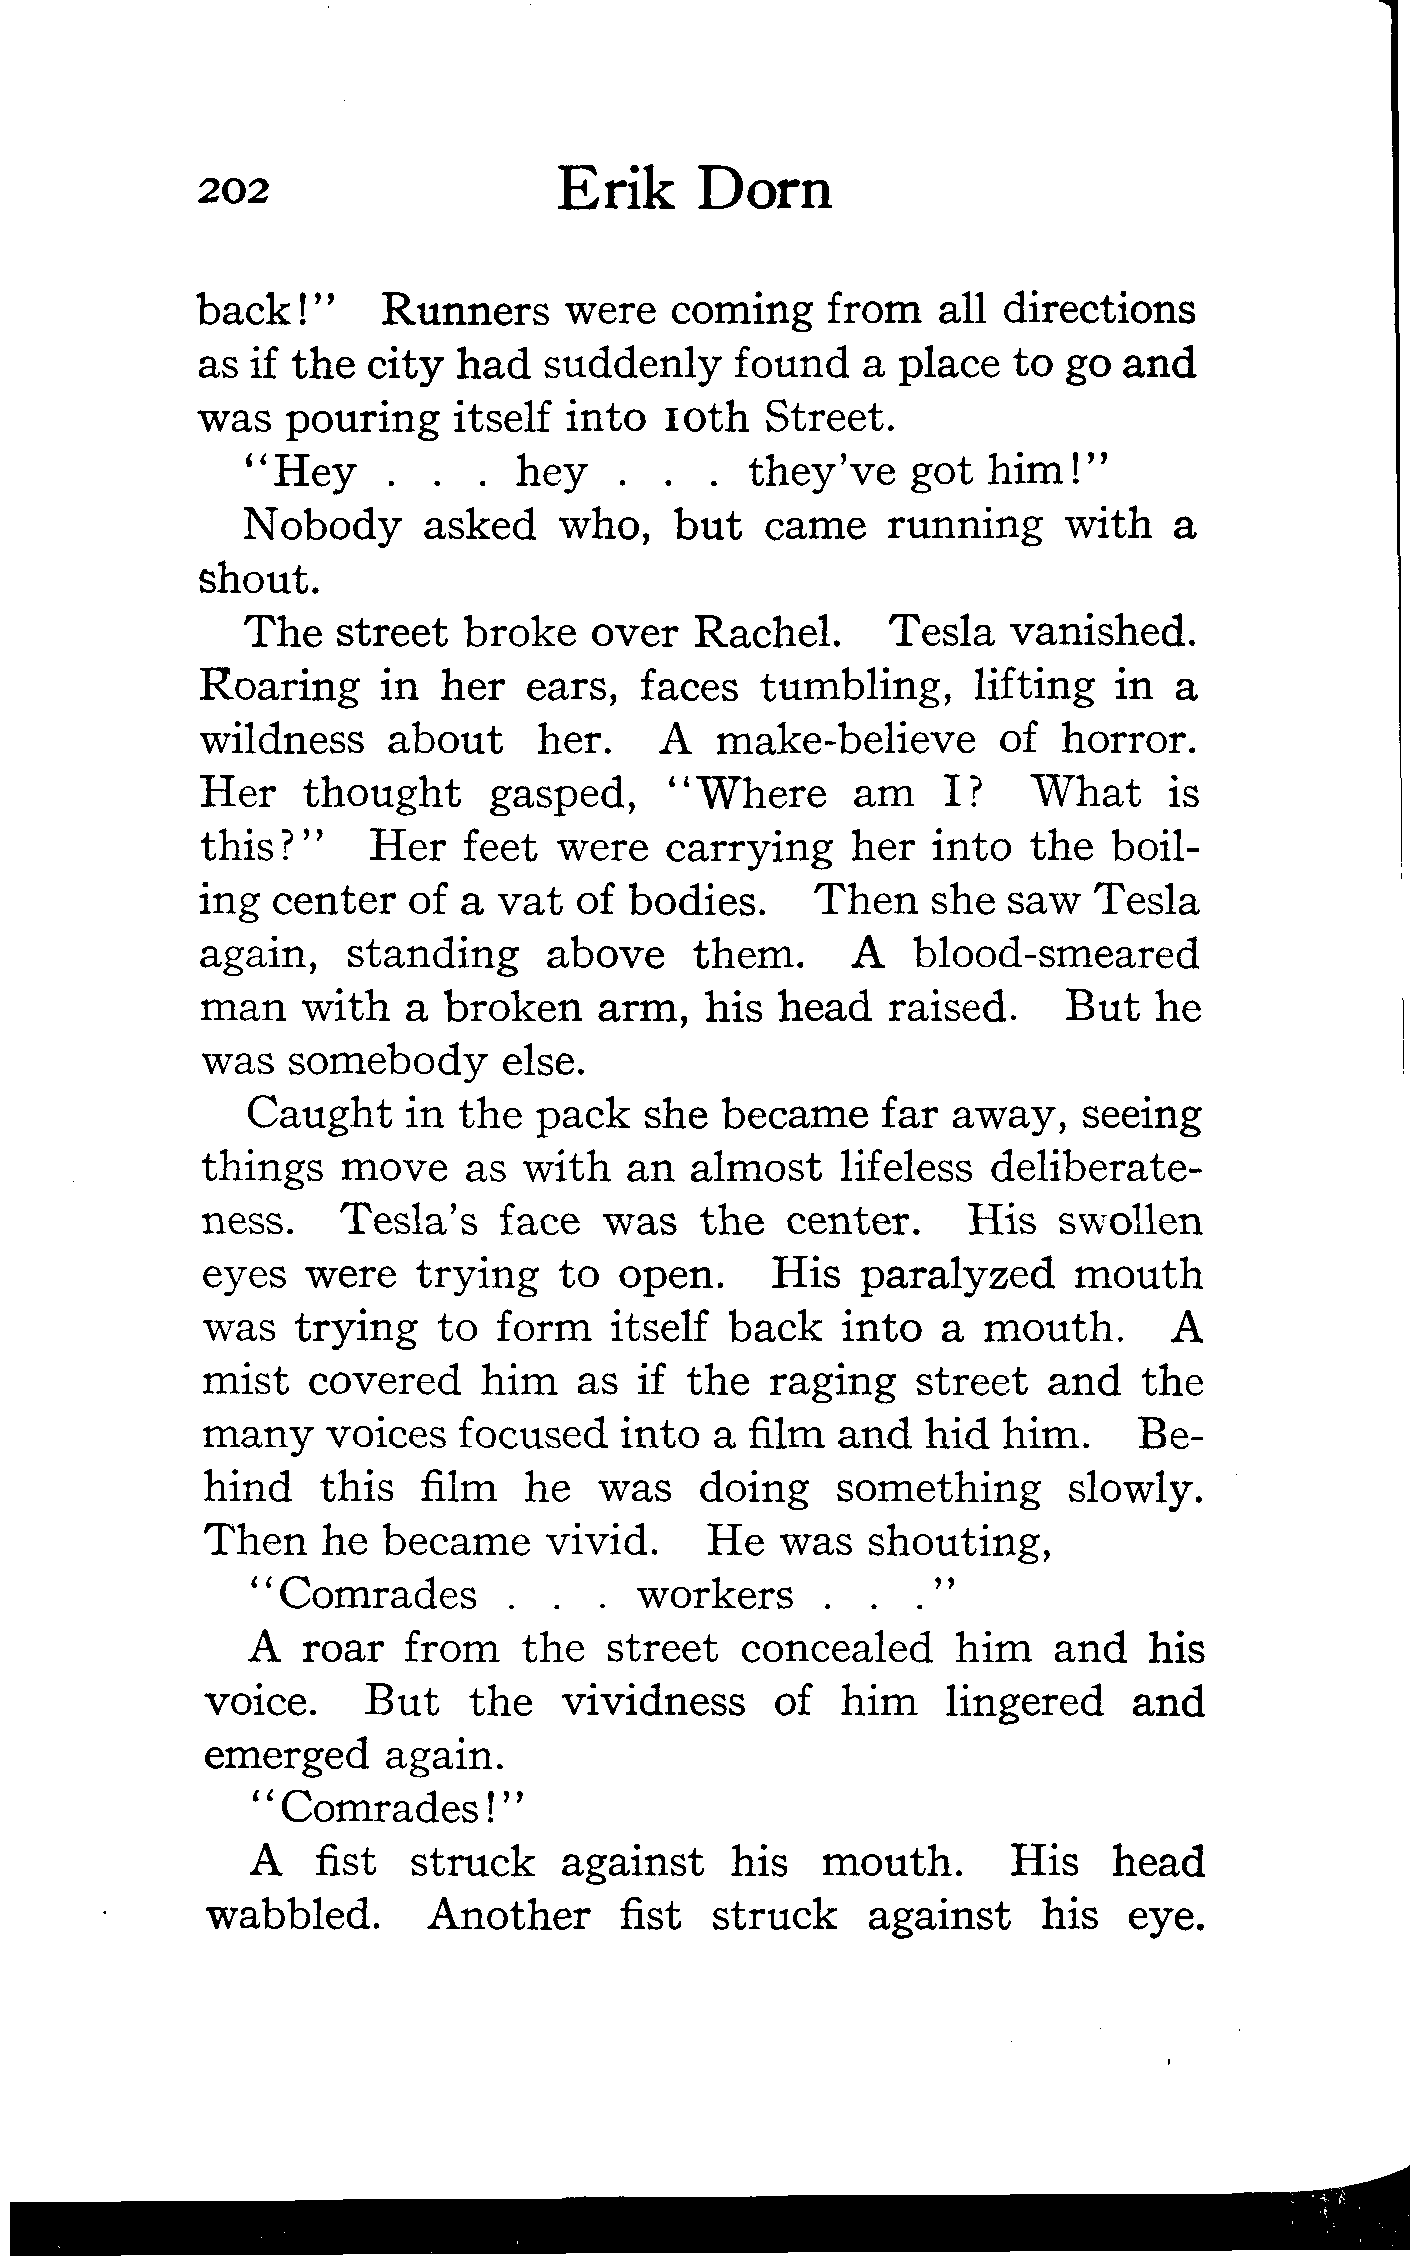 202 Erik Dorn
back!" Runners were coming from all directions
as if the city had suddenly found a place to go and
was pouring itself into 10th Street.
"Hey . . . hey . . . they've got him!"
Nobody asked who, but came running with a
shout.
The street broke over Rachel. Tesla vanished.
Roaring in her ears, faces tumbling, lifting in a
wildness about her. A make-believe of horror.
Her thought gasped, "Where am I? What is
this?" Her feet were carrying her into the boil-
ing center of a vat of bodies. Then she saw Tesla
again, standing above them. A blood-smeared
man with a broken arm, his head raised. But he
was somebody else.
Caught in the pack she became far away, seeing
things move as with an almost lifeless deliberate-
ness. Tesla's face was the center. His swollen
eyes were trying to open. His paralyzed mouth
was trying to form itself back into a mouth. A
mist covered him as if the raging street and the
many voices focused into a film and hid him. Be-
hind this film he was doing something slowly.
Then he became vivid. He was shouting,
"Comrades . . . workers . . ."
A roar from the street concealed him and his
voice. But the vividness of him lingered and
emerged again.
"Comrades!"
A fist struck against his mouth. His head
wabbled. Another fist struck against his eye.